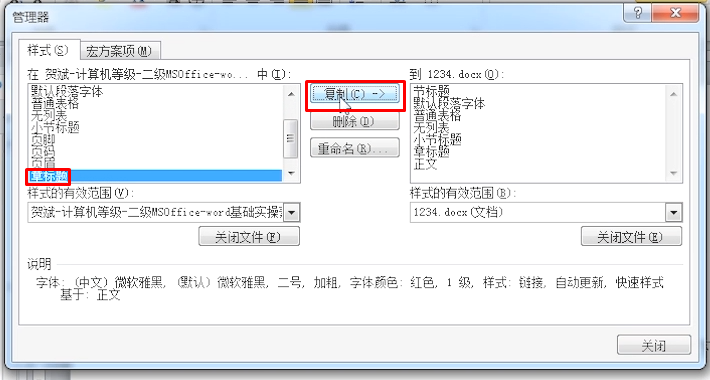 管理器
样式(S) 宏方案项(M)
在 贺斌-计算机等级-二级MSOffice-wo... 中(I):
默认段落字体
普通表格
无列表
小节标题
页脚
页码
页眉
章标题
复制(C) ->
删除(D)
重命名(R)...
到 1234.docx(O):
节标题
默认段落字体
普通表格
无列表
小节标题
章标题
正文
样式的有效范围(V):
贺斌-计算机等级-二级MSOffice-word基础实操
关闭文件(F)
样式的有效范围(B):
1234.docx(文档)
关闭文件(E)
说明
字体: (中文) 微软雅黑, (默认) 微软雅黑, 二号, 加粗, 字体颜色: 红色, 1 级, 样式: 链接, 自动更新, 快速样式
基于: 正文
关闭